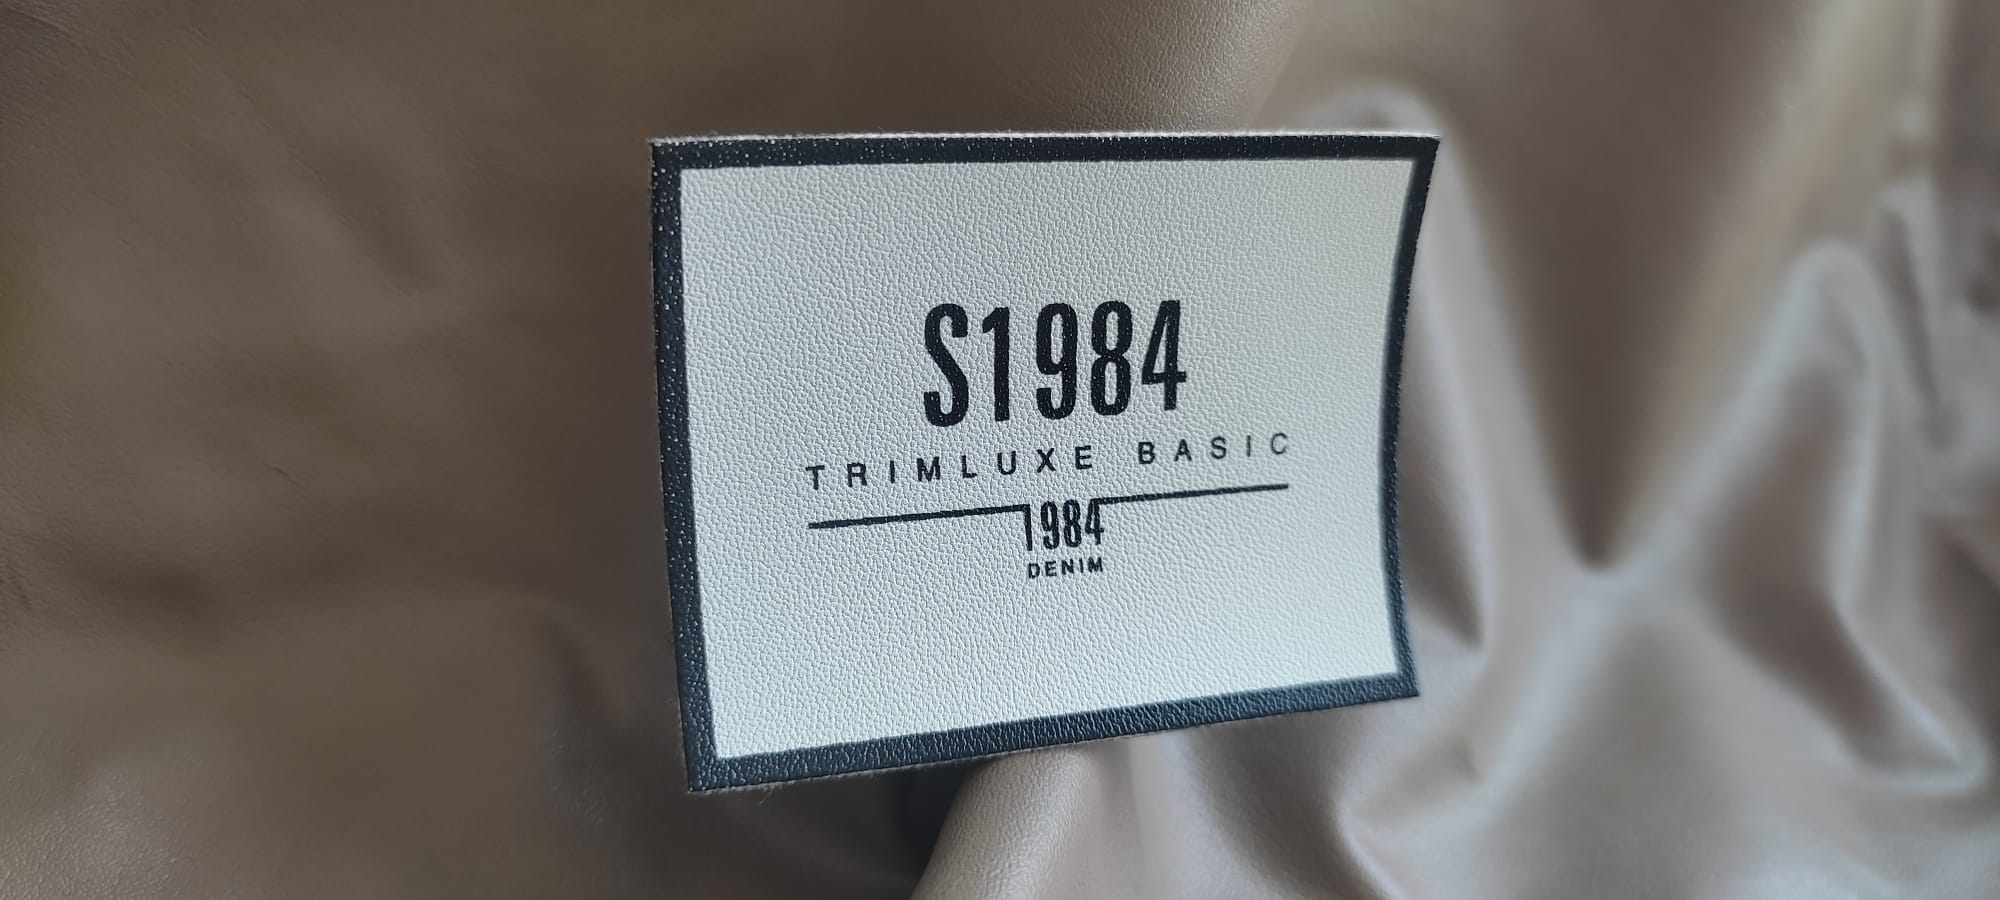 S1984
TRIMLUXE BASIC
1984
DENIM